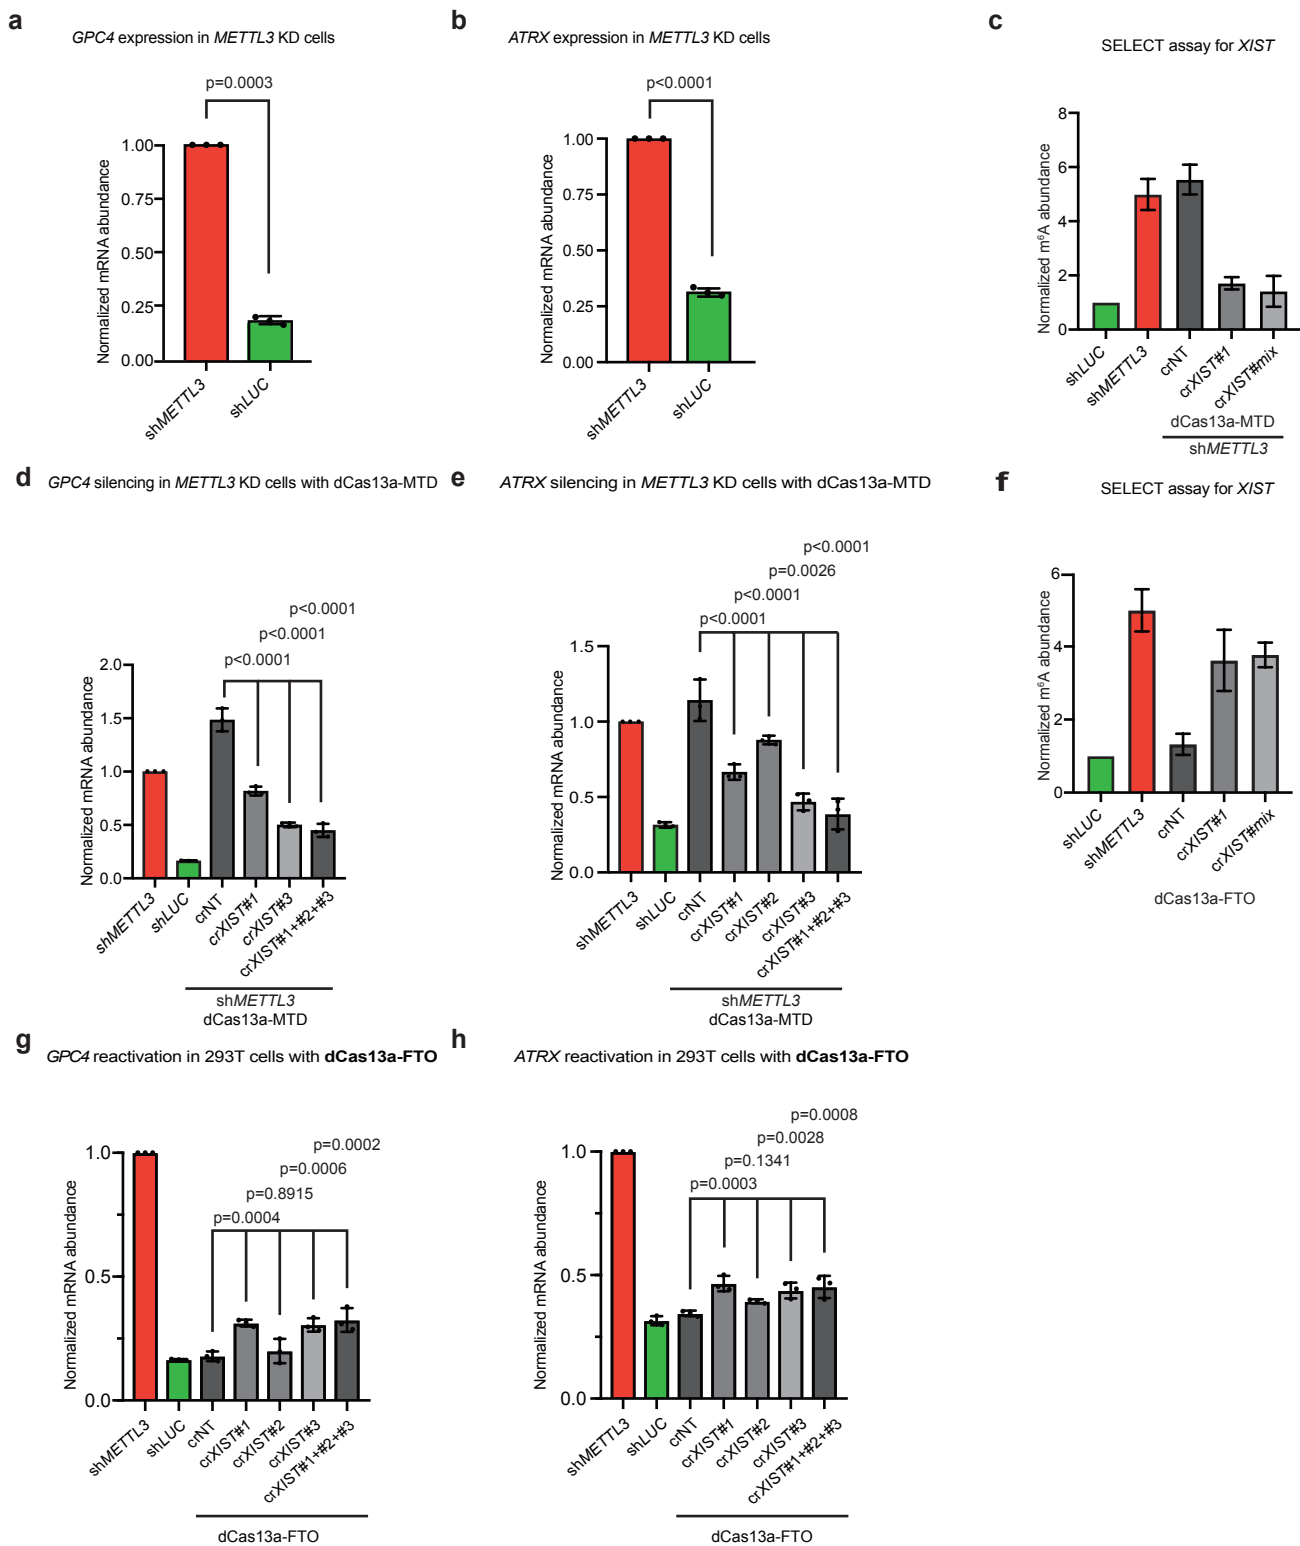 a
GPC4 expression in METTL3 KD cells
p=0.0003
Normalized mRNA abundance
1.00
0.75
0.50
0.25
0.00
shMETTL3
shLUC
b
ATRX expression in METTL3 KD cells
p<0.0001
Normalized mRNA abundance
1.00
0.75
0.50
0.25
0.00
shMETTL3
shLUC
c
SELECT assay for XIST
Normalized m⁶A abundance
8
6
4
2
0
shLUC
shMETTL3
crNT
crXIST#1
crXIST#mix
dCas13a-MTD
shMETTL3
d
GPC4 silencing in METTL3 KD cells with dCas13a-MTD
p<0.0001
p<0.0001
p<0.0001
Normalized mRNA abundance
2.0
1.5
1.0
0.5
0.0
shMETTL3
shLUC
crNT
crXIST#1
crXIST#3
crXIST#1+#2+#3
shMETTL3
dCas13a-MTD
e
ATRX silencing in METTL3 KD cells with dCas13a-MTD
p<0.0001
p=0.0026
p<0.0001
p<0.0001
Normalized mRNA abundance
1.5
1.0
0.5
0.0
shMETTL3
shLUC
crNT
crXIST#1
crXIST#2
crXIST#3
crXIST#1+#2+#3
shMETTL3
dCas13a-MTD
f
SELECT assay for XIST
Normalized m⁶A abundance
6
4
2
0
shLUC
shMETTL3
crNT
crXIST#1
crXIST#mix
dCas13a-FTO
g
GPC4 reactivation in 293T cells with dCas13a-FTO
p=0.0002
p=0.0006
p=0.8915
p=0.0004
Normalized mRNA abundance
1.0
0.5
0.0
shMETTL3
shLUC
crNT
crXIST#1
crXIST#2
crXIST#3
crXIST#1+#2+#3
dCas13a-FTO
h
ATRX reactivation in 293T cells with dCas13a-FTO
p=0.0008
p=0.0028
p=0.1341
p=0.0003
Normalized mRNA abundance
1.0
0.5
0.0
shMETTL3
shLUC
crNT
crXIST#1
crXIST#2
crXIST#3
crXIST#1+#2+#3
dCas13a-FTO